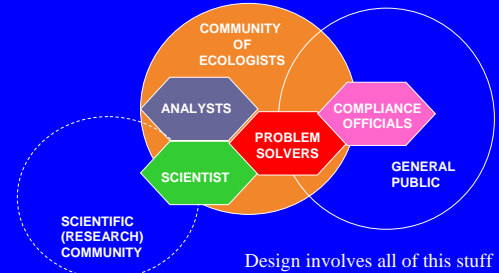 COMMUNITY
OF
ECOLOGISTS
ANALYSTS
COMPLIANCE
OFFICIALS
PROBLEM
SOLVERS
SCIENTIST
GENERAL
PUBLIC
SCIENTIFIC
(RESEARCH)
COMMUNITY
Design involves all of this stuff